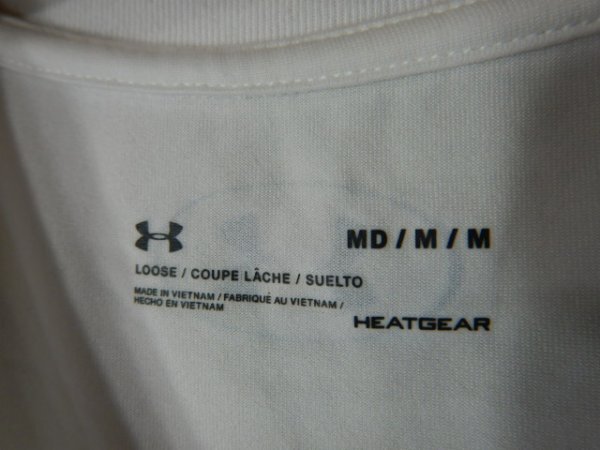 MD / M / M
LOOSE / COUPE LÂCHE / SUELTO
MADE IN VIETNAM / FABRIQUÉ AU VIETNAM /
HECHO EN VIETNAM
HEATGEAR